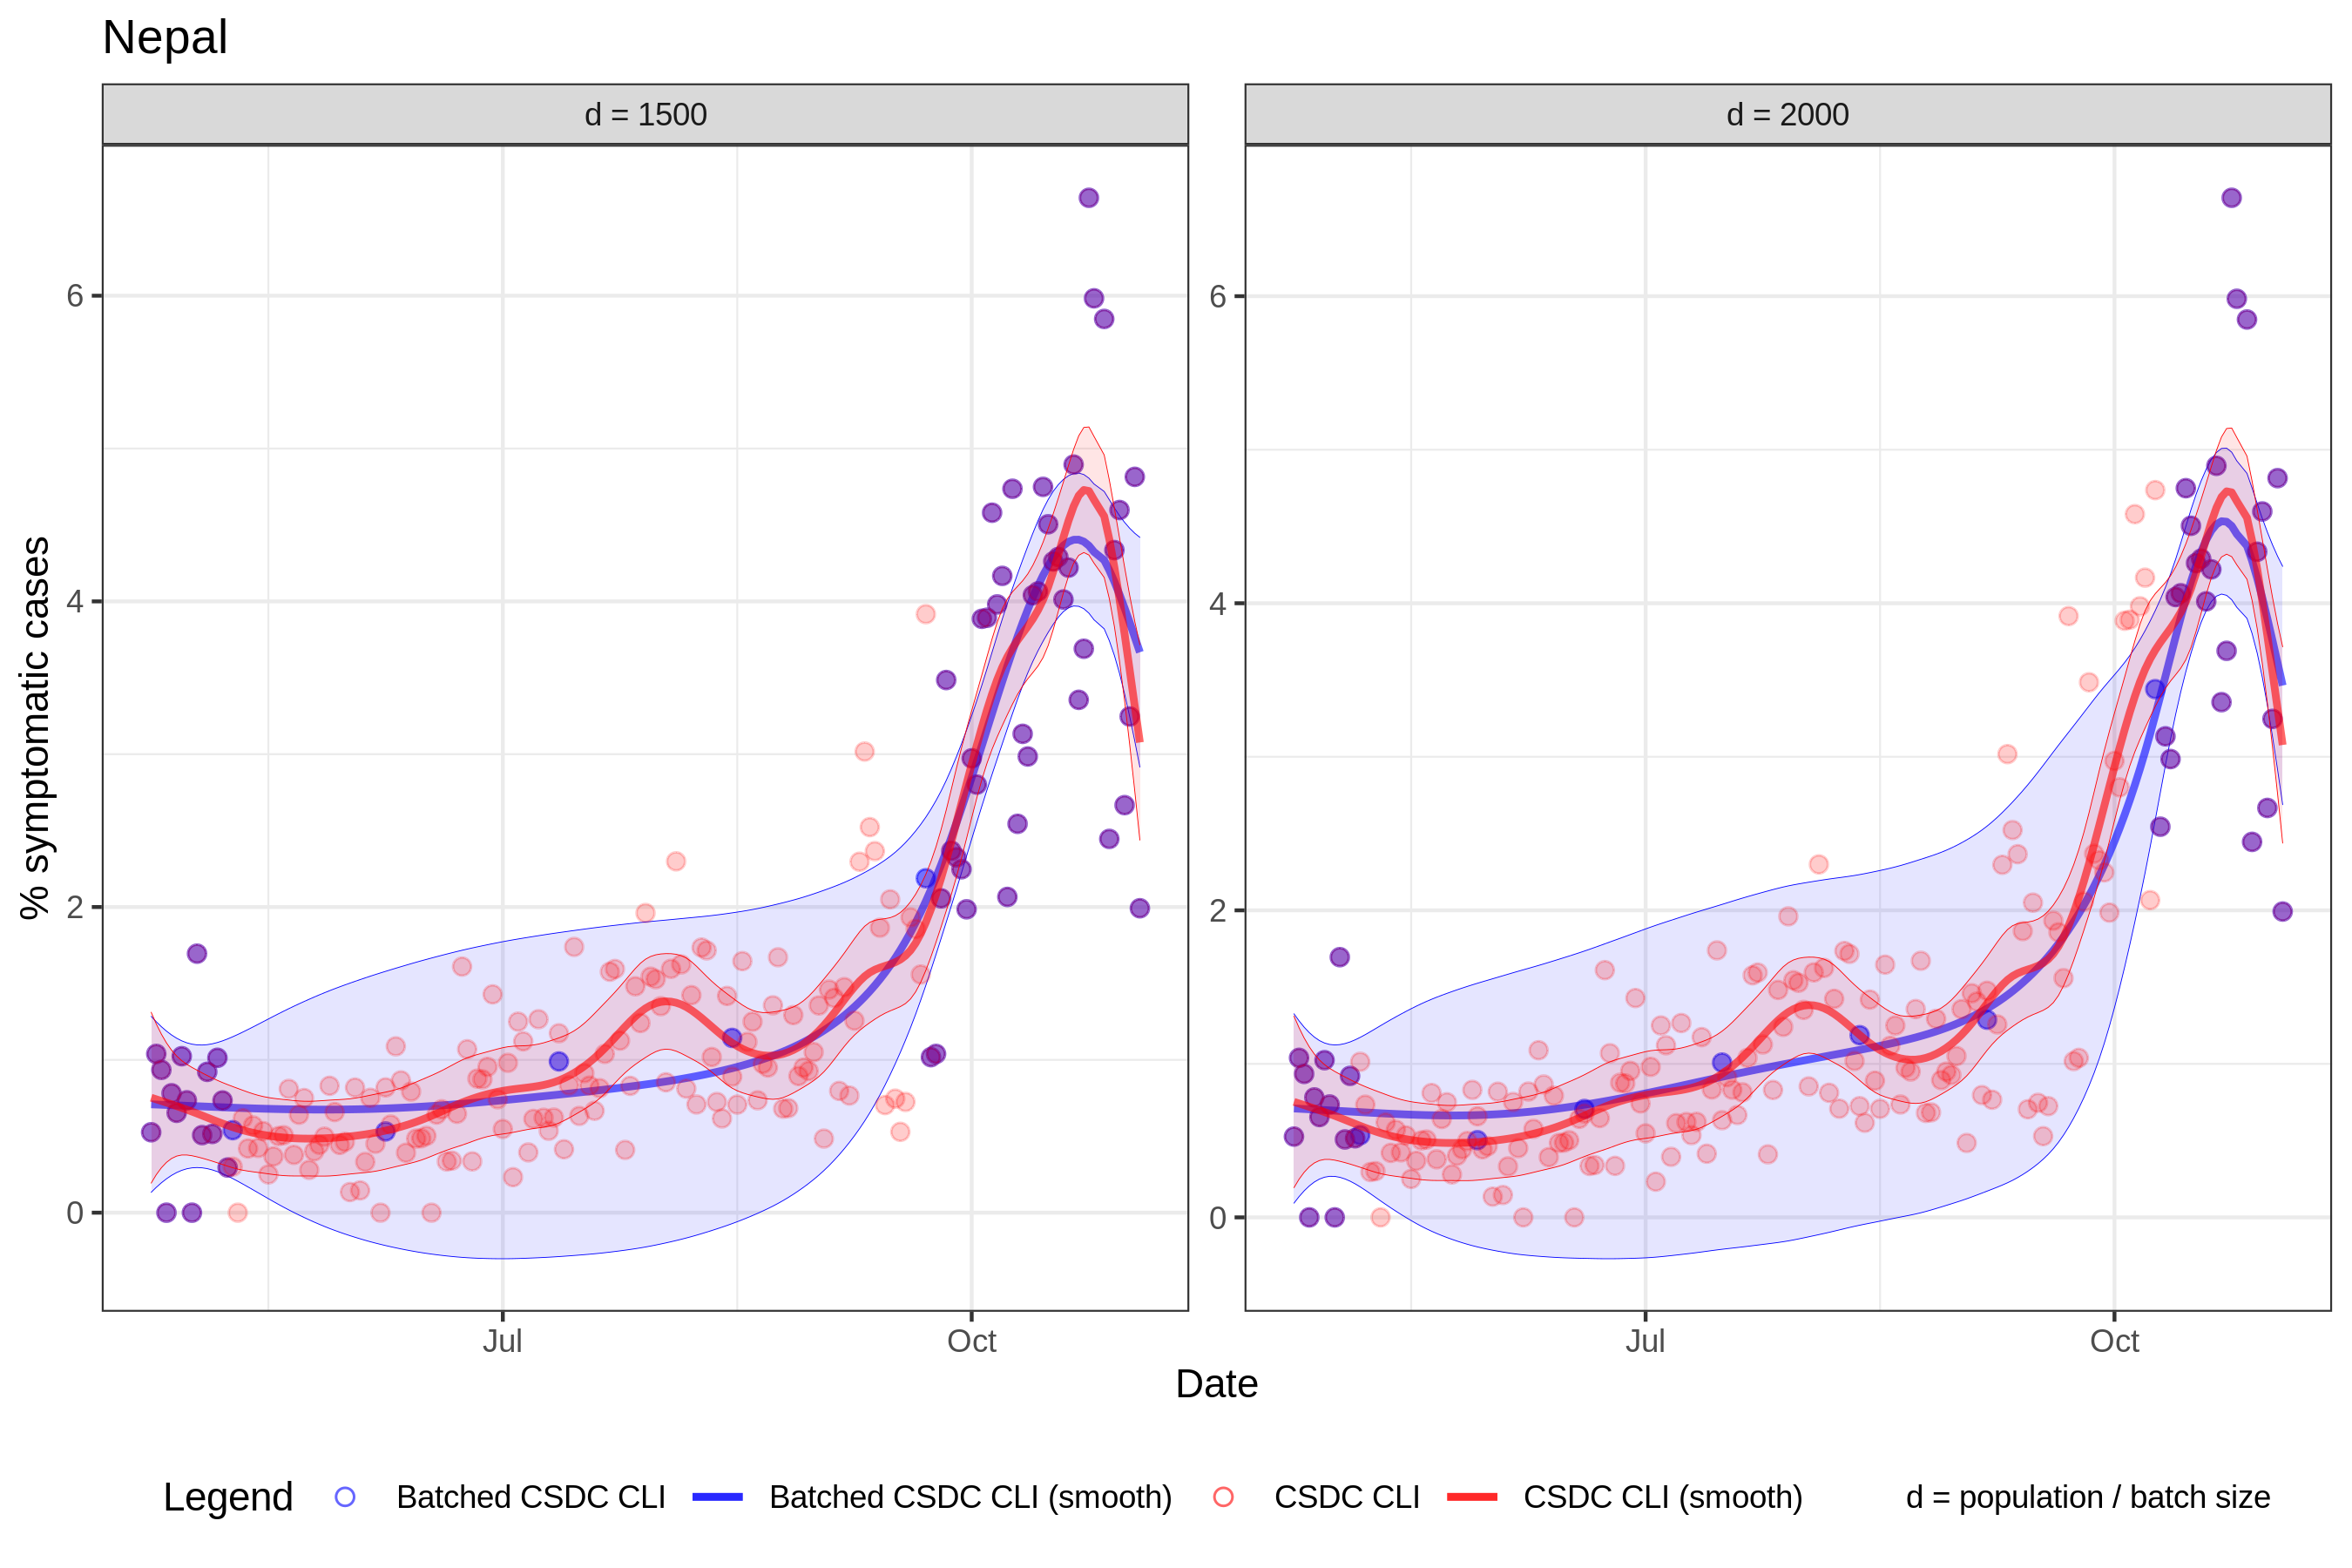 Nepal
d = 1500
d = 2000
% symptomatic cases
6
4
2
0
6
4
2
0
Jul
Oct
Jul
Oct
Date
Legend Batched CSDC CLI Batched CSDC CLI (smooth) CSDC CLI CSDC CLI (smooth) d = population / batch size